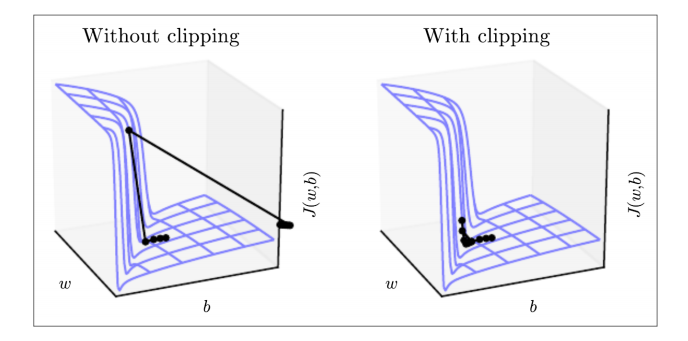 Without clipping
With clipping
J(w,b)
J(w,b)
w
b
w
b